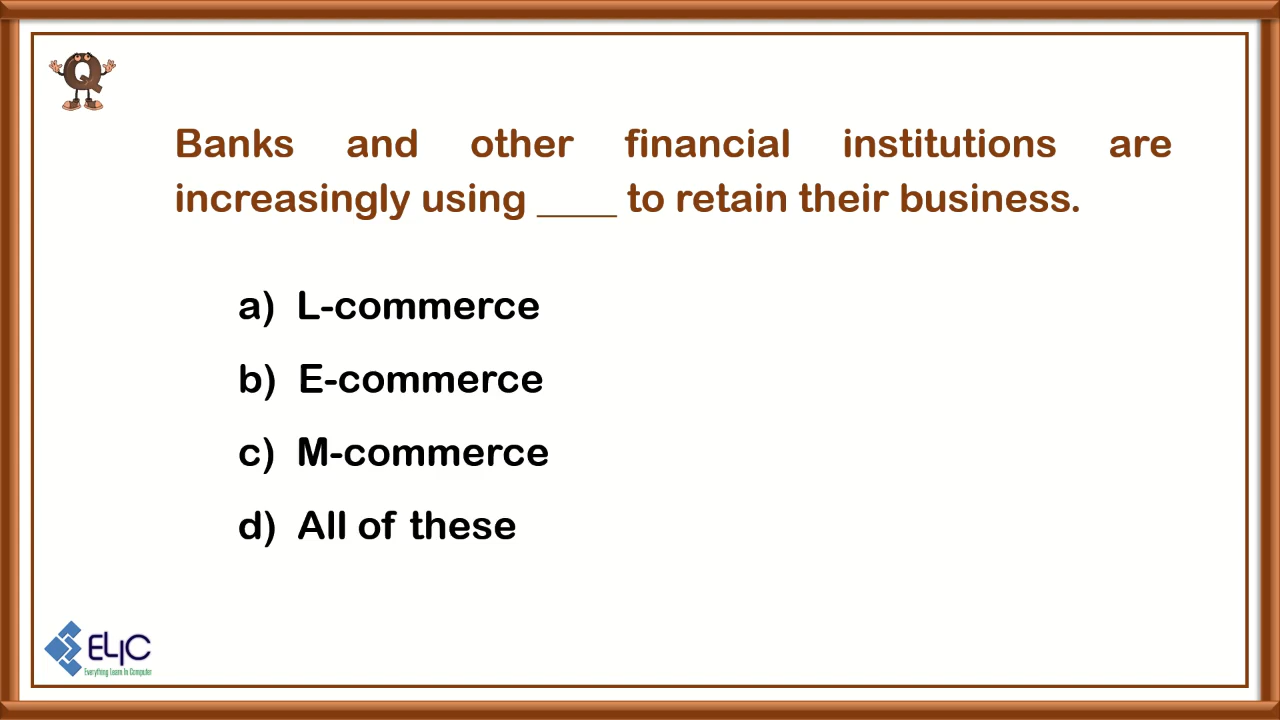 Q
Banks and other financial institutions are
increasingly using ____ to retain their business.
a) L-commerce
b) E-commerce
c) M-commerce
d) All of these
EL4C
Everything Learn In Computer